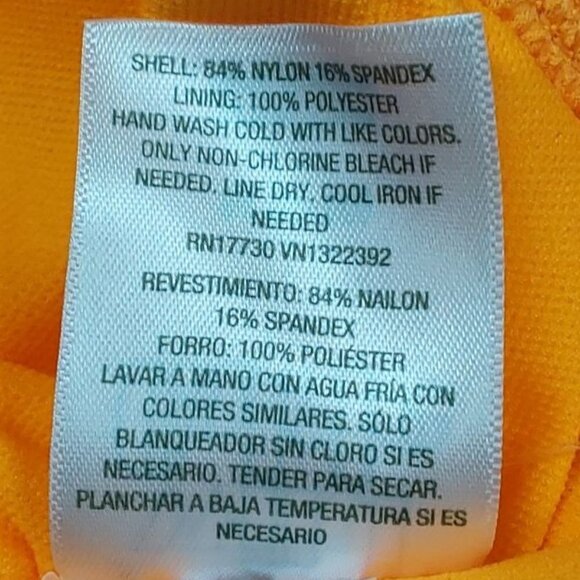 SHELL: 84% NYLON 16% SPANDEX
LINING: 100% POLYESTER
HAND WASH COLD WITH LIKE COLORS.
ONLY NON-CHLORINE BLEACH IF
NEEDED. LINE DRY. COOL IRON IF
NEEDED
RN17730 VN1322392
REVESTIMIENTO: 84% NAILON
16% SPANDEX
FORRO: 100% POLIÉSTER
LAVAR A MANO CON AGUA FRÍA CON
COLORES SIMILARES. SÓLO
BLANQUEADOR SIN CLORO SI ES
NECESARIO. TENDER PARA SECAR.
PLANCHAR A BAJA TEMPERATURA SI ES
NECESARIO